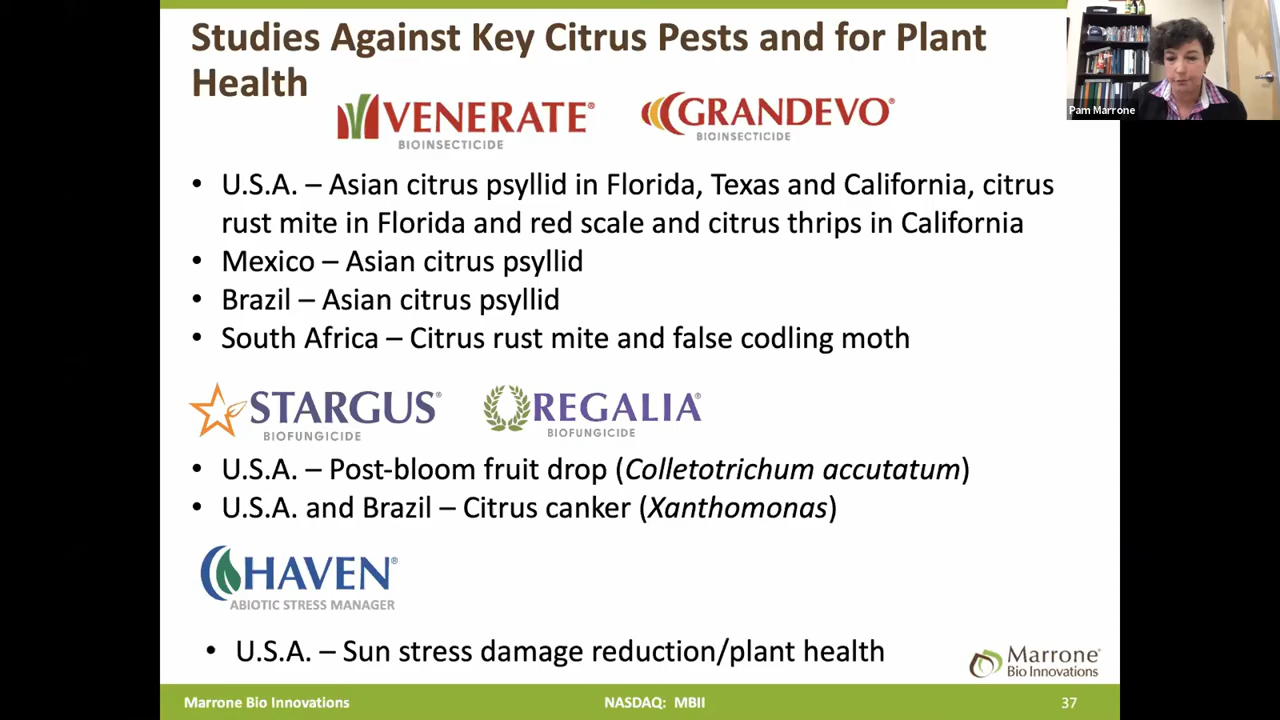 Studies Against Key Citrus Pests and for Plant
Health
VENERATE®
BIOINSECTICIDE
GRANDEVO®
BIOINSECTICIDE
• U.S.A. – Asian citrus psyllid in Florida, Texas and California, citrus
rust mite in Florida and red scale and citrus thrips in California
• Mexico – Asian citrus psyllid
• Brazil – Asian citrus psyllid
• South Africa – Citrus rust mite and false codling moth
STARGUS®
BIOFUNGICIDE
REGALIA®
BIOFUNGICIDE
• U.S.A. – Post-bloom fruit drop (Colletotrichum accutatum)
• U.S.A. and Brazil – Citrus canker (Xanthomonas)
HAVEN®
ABIOTIC STRESS MANAGER
• U.S.A. – Sun stress damage reduction/plant health
Marrone®
Bio Innovations
Marrone Bio Innovations
NASDAQ: MBII
37
Pam Marrone